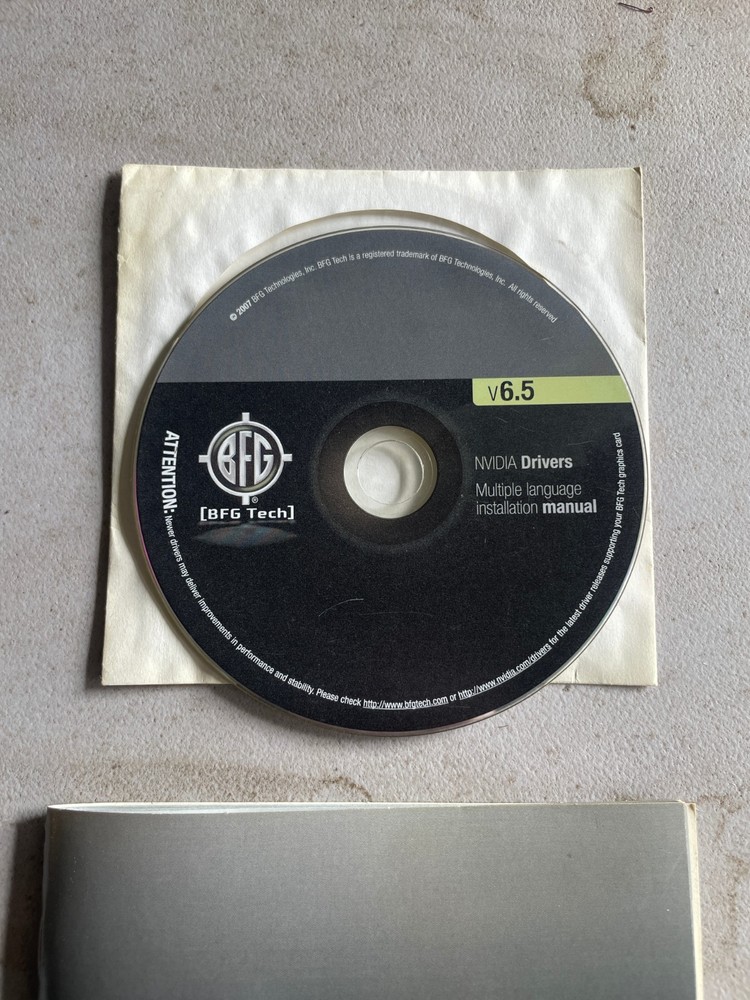 © 2007 BFG Technologies, Inc. BFG Tech is a registered trademark of BFG Technologies, Inc. All rights reserved
v6.5
BFG
®
[BFG Tech]
NVIDIA Drivers
Multiple language
installation manual
ATTENTION: Newer drivers may deliver improvements in performance and stability. Please check http://www.bfgtech.com or http://www.nvidia.com/drivers for the latest driver releases supporting your BFG Tech graphics card